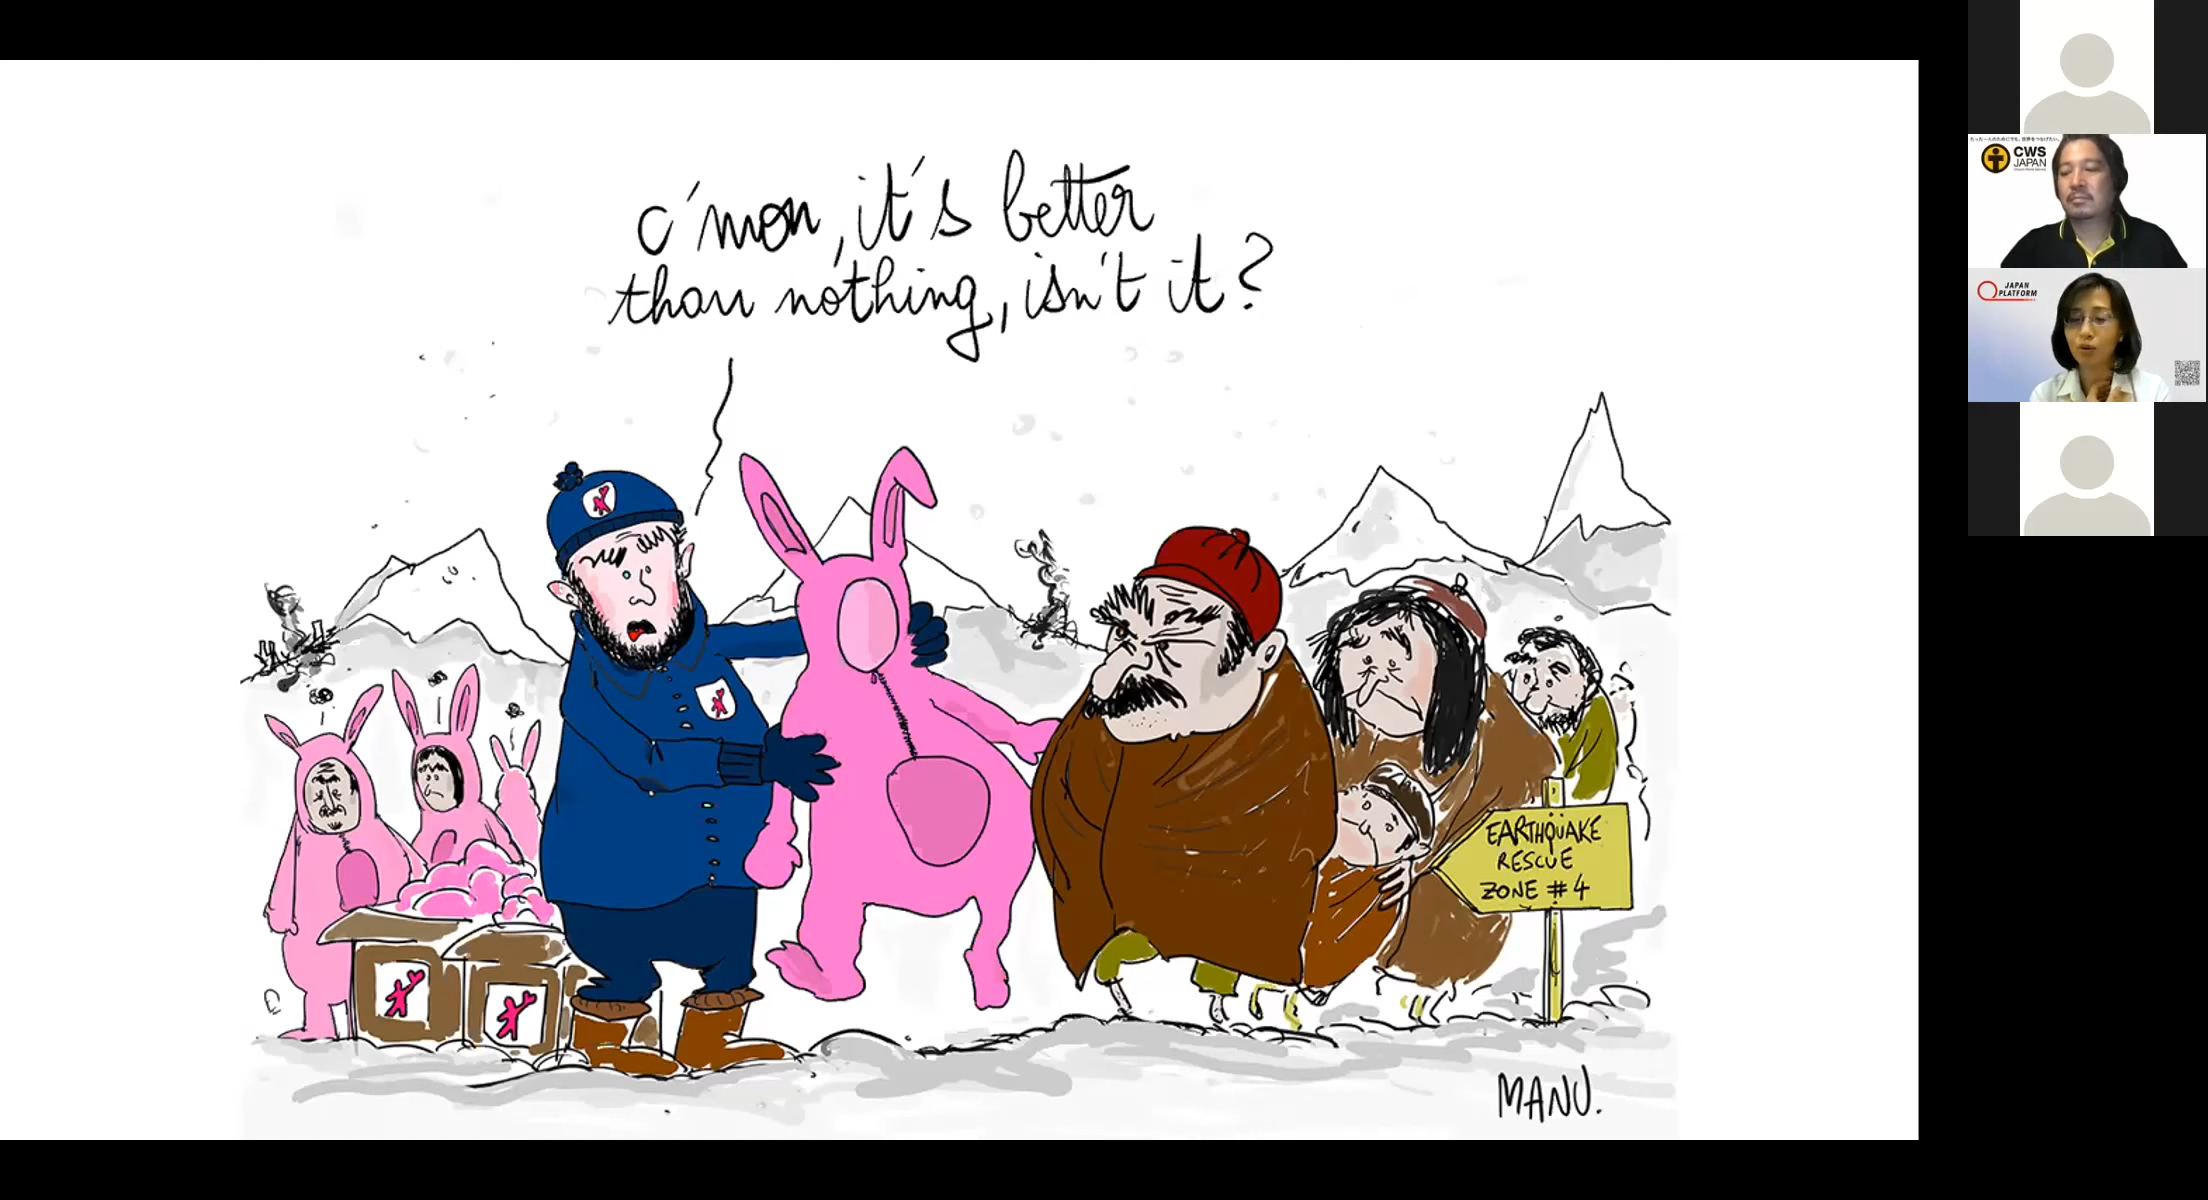 c'mon, it's better
than nothing, isn't it?
EARTHQUAKE
RESCUE
ZONE #4
MANU.
CWS
JAPAN
JAPAN
PLATFORM